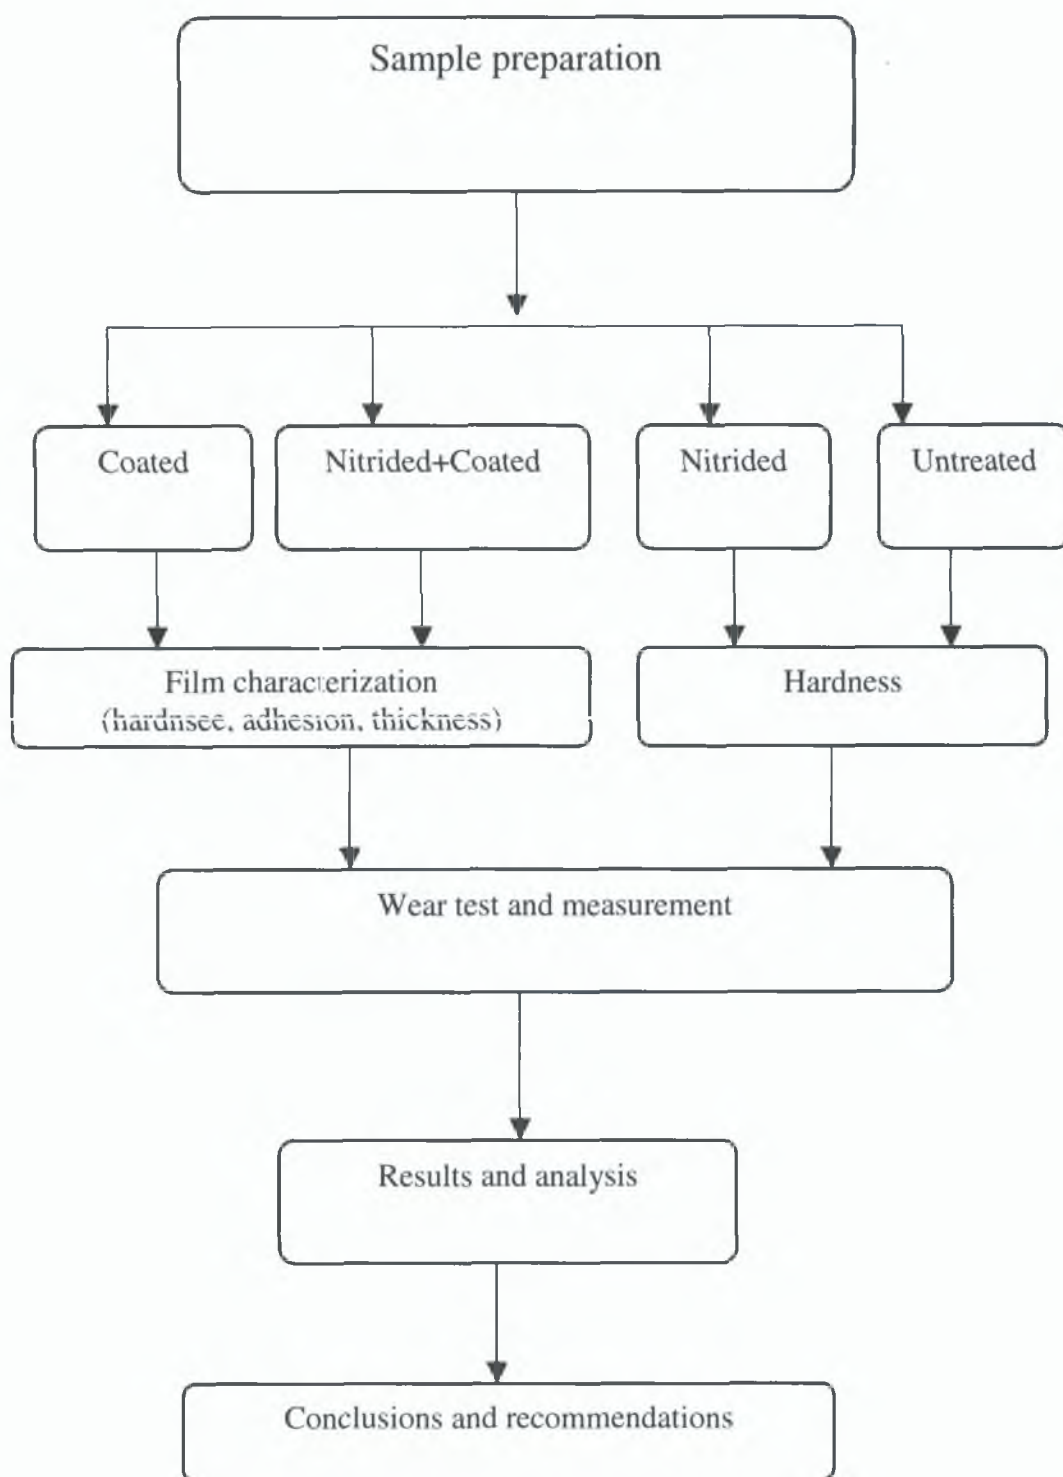 Sample preparation
Coated
Nitrided+Coated
Nitrided
Untreated
Film characterization
(hardnsee, adhesion, thickness)
Hardness
Wear test and measurement
Results and analysis
Conclusions and recommendations